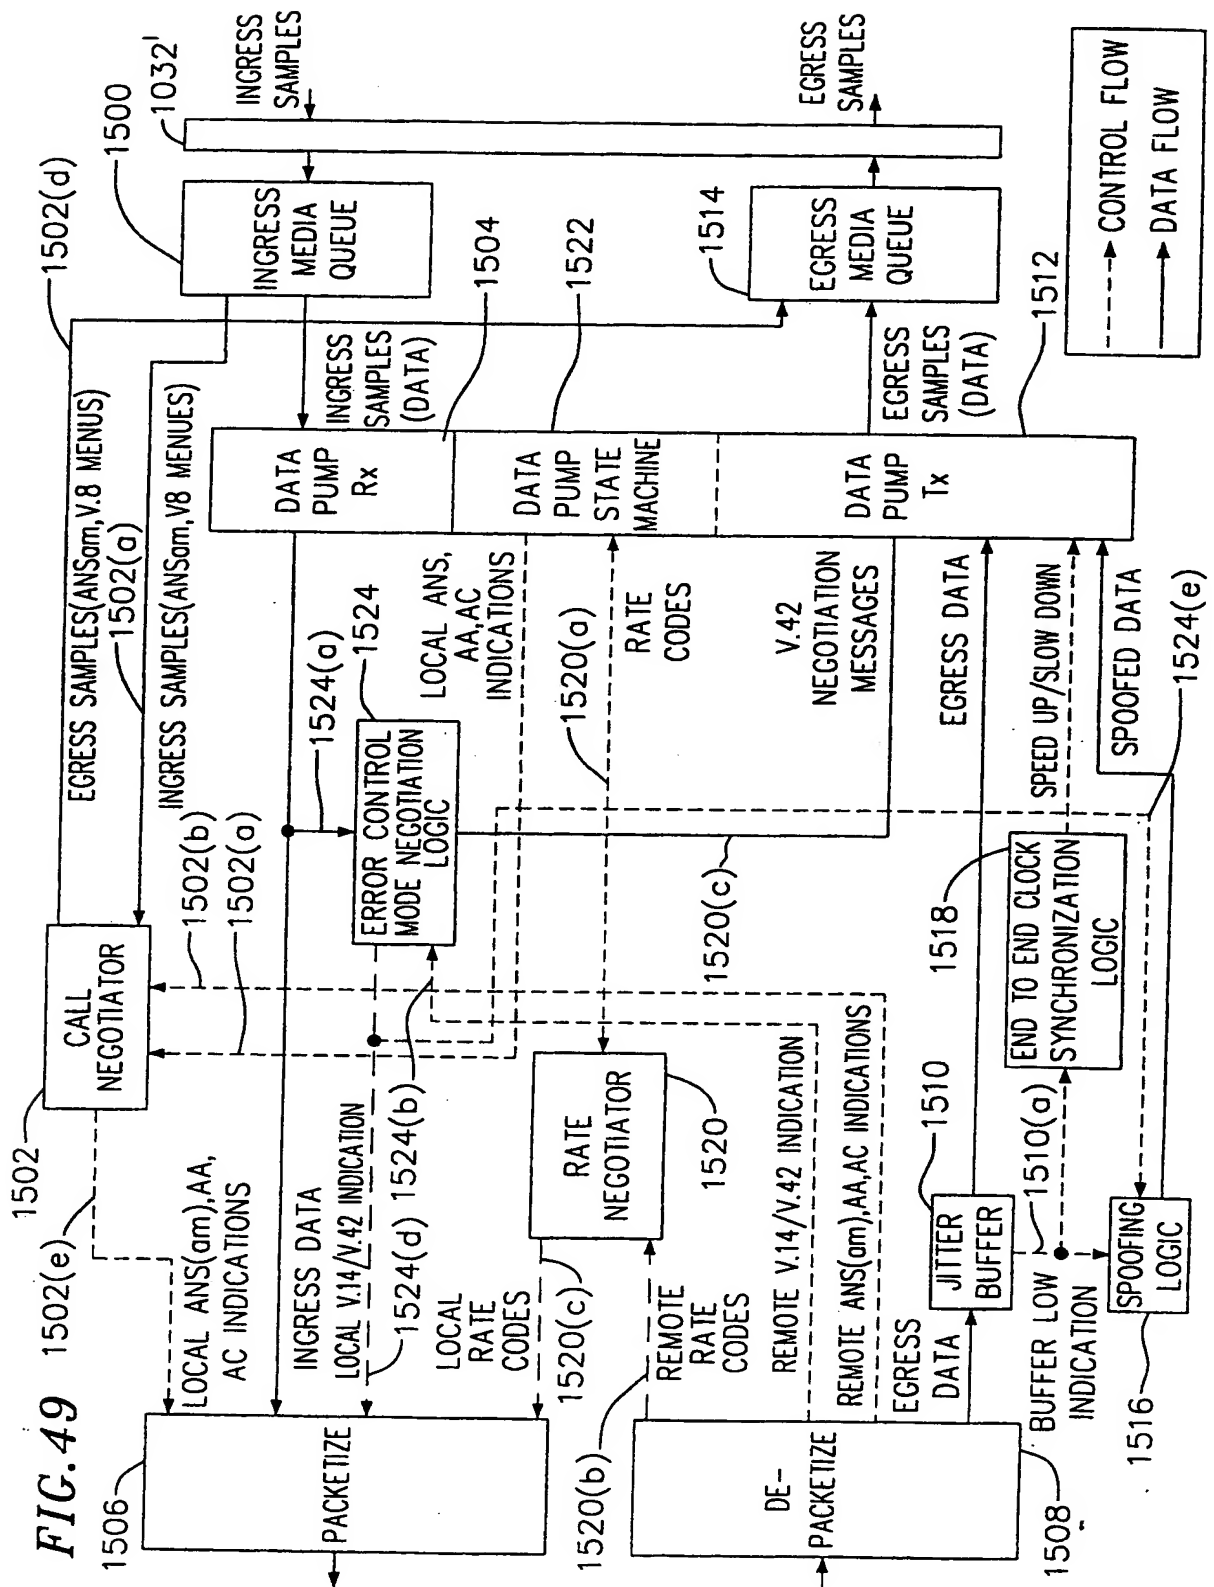 FIG.49
1506
1502(e)
1502
1502(b)
1502(a)
EGRESS SAMPLES(ANSam,V.8 MENUS)
1502(a)
INGRESS SAMPLES(ANSam,V8 MENUES)
1502(d)
1500
1032'
INGRESS
SAMPLES
CALL
NEGOTIATOR
INGRESS
MEDIA
QUEUE
LOCAL ANS(am),AA,
AC INDICATIONS
INGRESS DATA
LOCAL V.14/V.42 INDICATION
1524(d)
1524(b)
1524(a)
1524
ERROR CONTROL
MODE NEGOTIATION
LOGIC
LOCAL ANS,
AA,AC
INDICATIONS
DATA
PUMP
Rx
INGRESS
SAMPLES
(DATA)
1504
1522
PACKETIZE
LOCAL
RATE
CODES
1520(c)
RATE
NEGOTIATOR
1520
1520(a)
RATE
CODES
DATA
PUMP
STATE
MACHINE
1514
EGRESS
MEDIA
QUEUE
EGRESS
SAMPLES
1520(b)
REMOTE
RATE
CODES
REMOTE V.14/V.42 INDICATION
REMOTE ANS(am),AA,AC INDICATIONS
1520(c)
V.42
NEGOTIATION
MESSAGES
DATA
PUMP
Tx
EGRESS
SAMPLES
(DATA)
1512
DE-
PACKETIZE
1508
EGRESS
DATA
JITTER
BUFFER
1510
EGRESS DATA
1518
END TO END CLOCK
SYNCHRONIZATION
LOGIC
SPEED UP/SLOW DOWN
BUFFER LOW
INDICATION
1510(a)
1516
SPOOFING
LOGIC
SPOOFED DATA
1524(e)
CONTROL FLOW
DATA FLOW